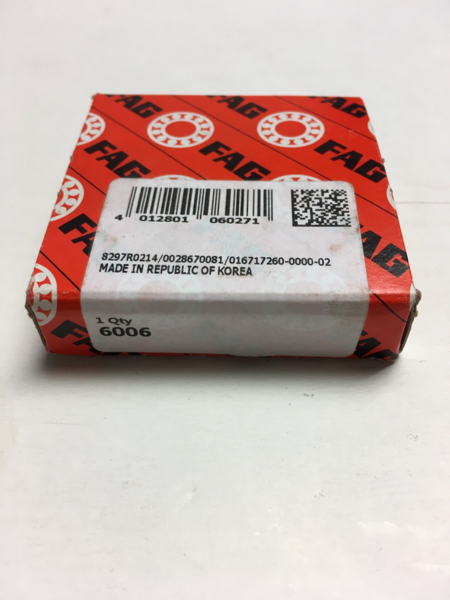 FAG
FAG
FAG
FAG
4 012801 060271
8297R0214/0028670081/016717260-0000-02
MADE IN REPUBLIC OF KOREA
1 Qty
6006
FAG
FAG